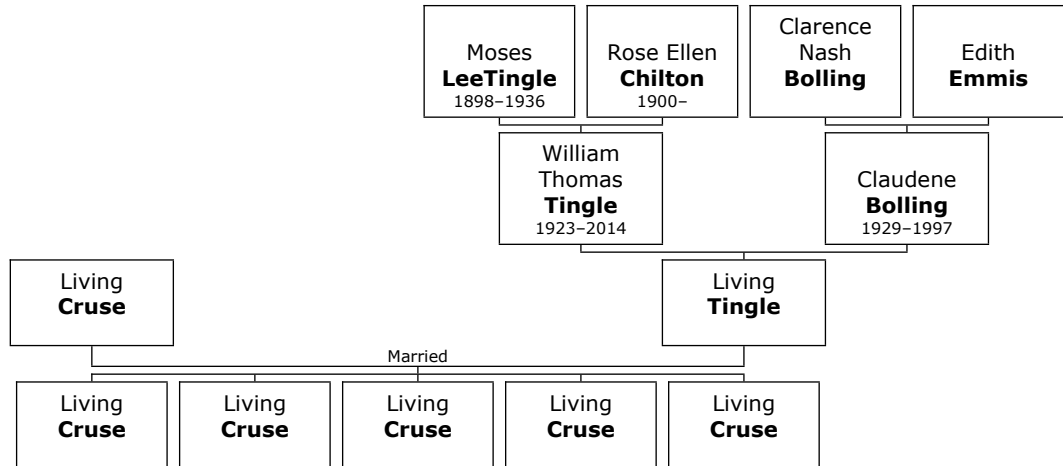 Moses
LeeTingle
1898–1936
Rose Ellen
Chilton
1900–
Clarence
Nash
Bolling
Edith
Emmis
William
Thomas
Tingle
1923–2014
Claudene
Bolling
1929–1997
Living
Cruse
Living
Tingle
Married
Living
Cruse
Living
Cruse
Living
Cruse
Living
Cruse
Living
Cruse